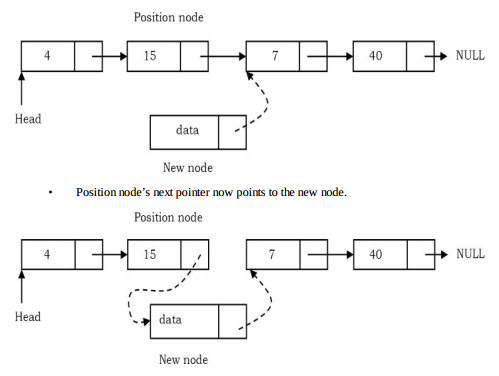 Position node
4 15 7 40 NULL
Head
data
New node
• Position node's next pointer now points to the new node.
Position node
4 15 7 40 NULL
Head
data
New node